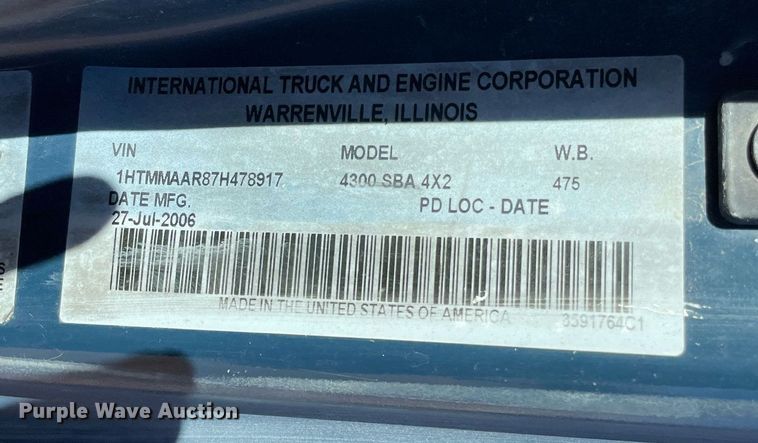 INTERNATIONAL TRUCK AND ENGINE CORPORATION
WARRENVILLE, ILLINOIS
VIN MODEL W.B.
1HTMMAAR87H478917 4300 SBA 4X2 475
DATE MFG. PD LOC - DATE
27-Jul-2006
MADE IN THE UNITED STATES OF AMERICA 3391764C1
Purple Wave Auction